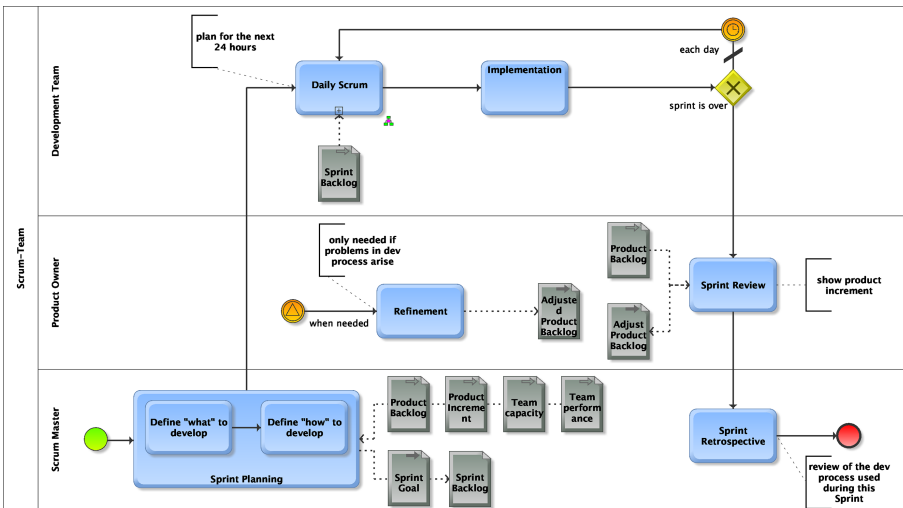 Scrum-Team
Development Team
plan for the next
24 hours
Daily Scrum
Implementation
each day
sprint is over
Sprint
Backlog
Product Owner
only needed if
problems in dev
process arise
when needed
Refinement
Adjuste
d
Product
Backlog
Product
Backlog
Adjust
Product
Backlog
Sprint Review
show product
increment
Scrum Master
Define "what" to
develop
Define "how" to
develop
Sprint Planning
Product
Backlog
Product
Increme
nt
Team
capacity
Team
perform
ance
Sprint
Goal
Sprint
Backlog
Sprint
Retrospective
review of the dev
process used
during this
Sprint